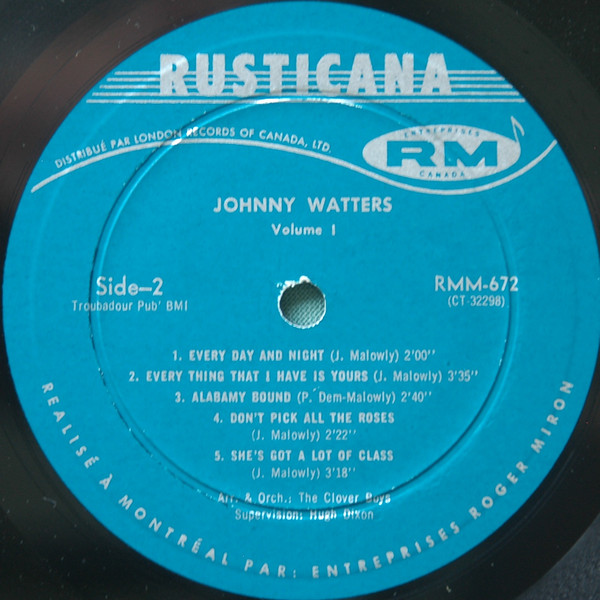 RUSTICANA
DISTRIBUÉ PAR LONDON RECORDS OF CANADA, LTD.
ENTREPRISES
RM
CANADA
JOHNNY WATTERS
Volume I
Side-2
Troubadour Pub' BMI
RMM-672
(CT-32298)
1. EVERY DAY AND NIGHT (J. Malowly) 2'00''
2. EVERY THING THAT I HAVE IS YOURS (J. Malowly) 3'35''
3. ALABAMY BOUND (P. Dem-Malowly) 2'40''
4. DON'T PICK ALL THE ROSES
(J. Malowly) 2'22''
5. SHE'S GOT A LOT OF CLASS
(J. Malowly) 3'18''
Arr. & Orch.: The Clover Boys
Supervision: Hugh Dixon
REALISÉ À MONTRÉAL PAR: ENTREPRISES ROGER MIRON